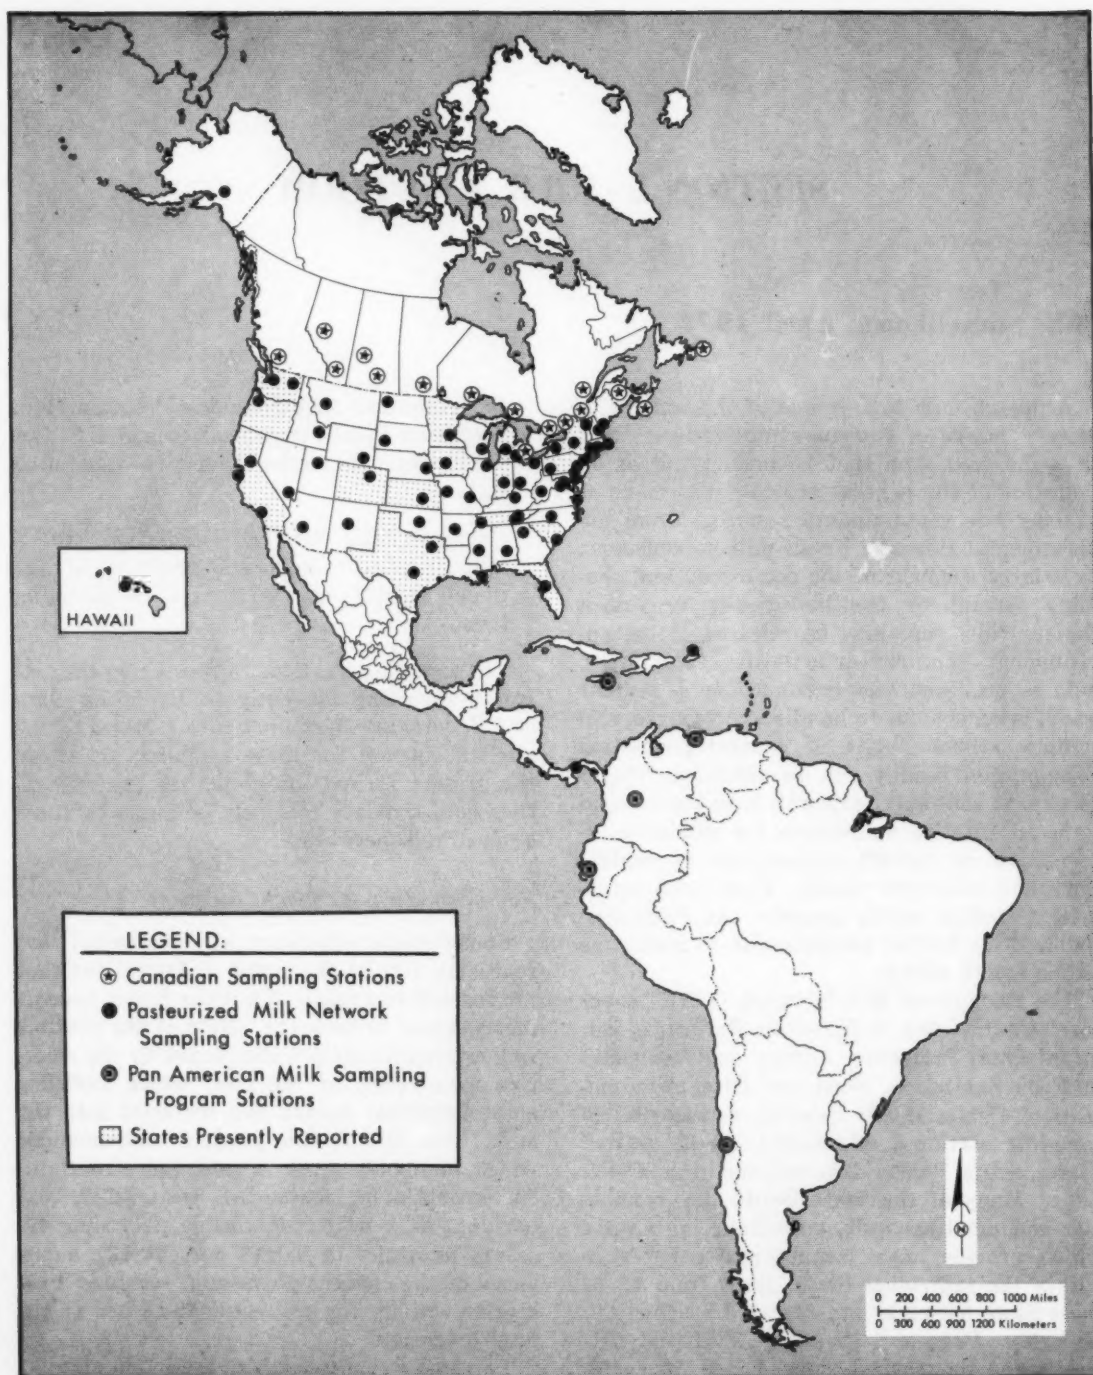 HAWAII
LEGEND:
Canadian Sampling Stations
Pasteurized Milk Network
Sampling Stations
Pan American Milk Sampling
Program Stations
States Presently Reported
N
0 200 400 600 800 1000 Miles
0 300 600 900 1200 Kilometers